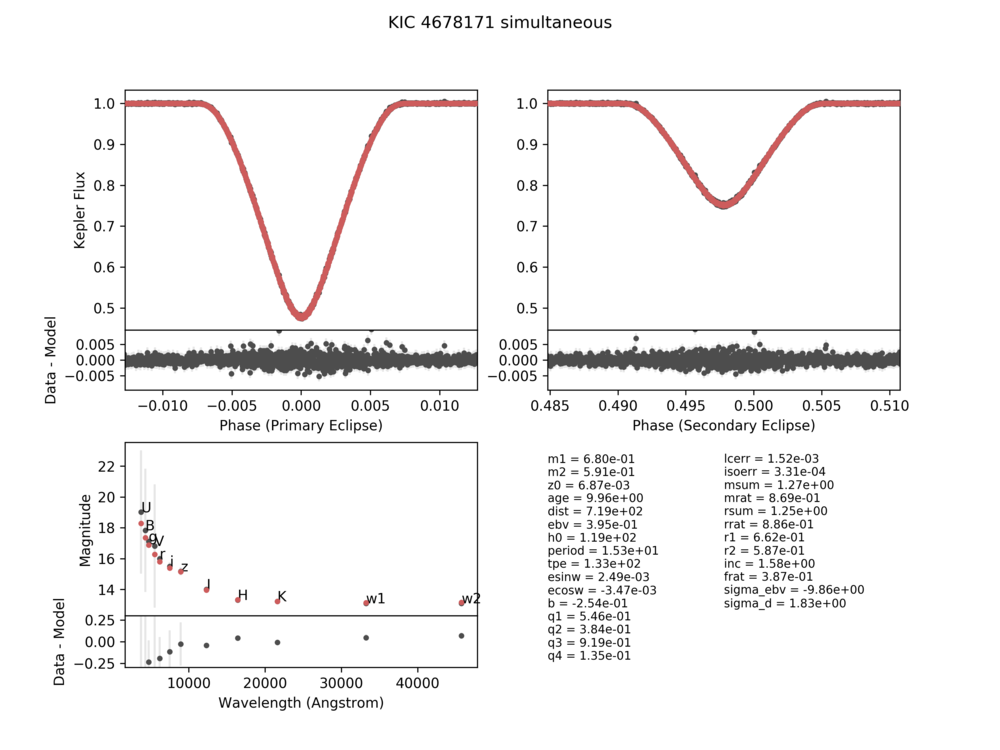 KIC 4678171 simultaneous
Kepler Flux
1.0
0.9
0.8
0.7
0.6
0.5
1.0
0.9
0.8
0.7
0.6
0.5
Data - Model
0.005
0.000
−0.005
0.005
0.000
−0.005
−0.010 −0.005 0.000 0.005 0.010
0.485 0.490 0.495 0.500 0.505 0.510
Phase (Primary Eclipse)
Phase (Secondary Eclipse)
Magnitude
22
20
18
16
14
U
B
g
V
r
i
z
J
H
K
w1
w2
Data - Model
0.25
0.00
−0.25
10000 20000 30000 40000
Wavelength (Angstrom)
m1 = 6.80e-01
m2 = 5.91e-01
z0 = 6.87e-03
age = 9.96e+00
dist = 7.19e+02
ebv = 3.95e-01
h0 = 1.19e+02
period = 1.53e+01
tpe = 1.33e+02
esinw = 2.49e-03
ecosw = -3.47e-03
b = -2.54e-01
q1 = 5.46e-01
q2 = 3.84e-01
q3 = 9.19e-01
q4 = 1.35e-01
lcerr = 1.52e-03
isoerr = 3.31e-04
msum = 1.27e+00
mrat = 8.69e-01
rsum = 1.25e+00
rrat = 8.86e-01
r1 = 6.62e-01
r2 = 5.87e-01
inc = 1.58e+00
frat = 3.87e-01
sigma_ebv = -9.86e+00
sigma_d = 1.83e+00